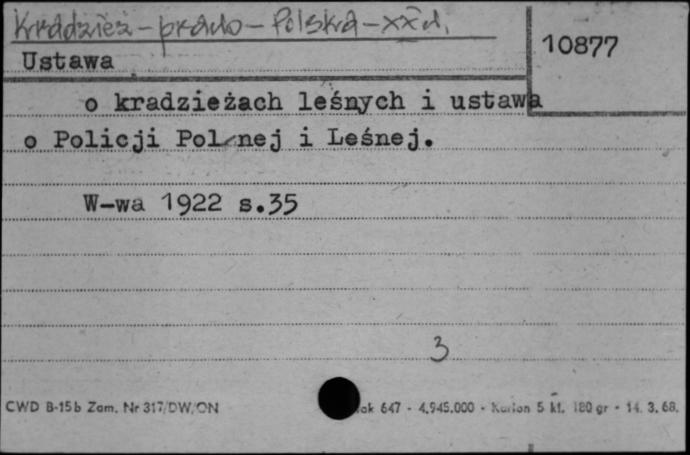 Kradzież - prawo - Polska - XX w.
10877
Ustawa
o kradzieżach leśnych i ustawa
o Policji Polnej i Leśnej.
W-wa 1922 s.35
3
CWD B-15b Zam. Nr 317/DW/ON
647 - 4.945.000 - Karton 5 kl. 180 gr - 14. 3. 68.